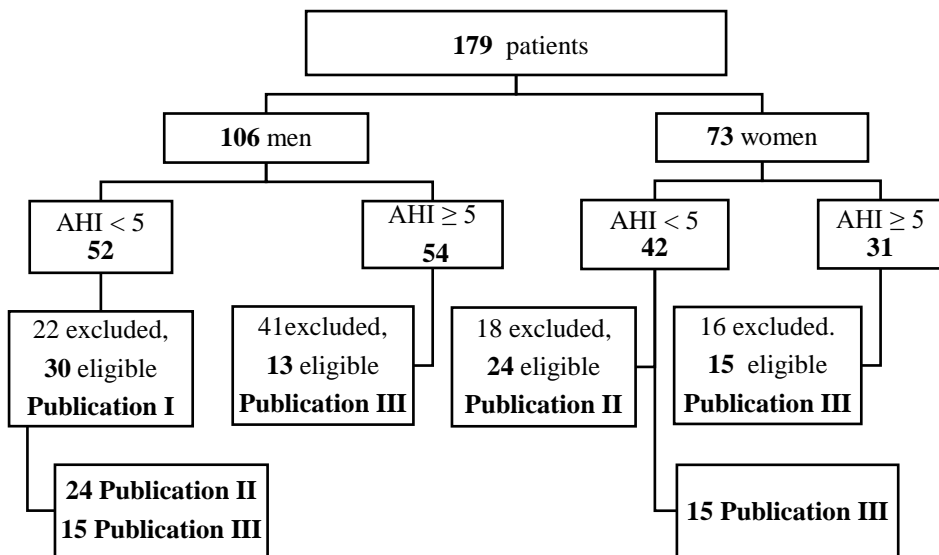 179 patients
106 men
73 women
AHI < 5
52
AHI ≥ 5
54
AHI < 5
42
AHI ≥ 5
31
22 excluded,
30 eligible
Publication I
41excluded,
13 eligible
Publication III
18 excluded,
24 eligible
Publication II
16 excluded.
15 eligible
Publication III
24 Publication II
15 Publication III
15 Publication III